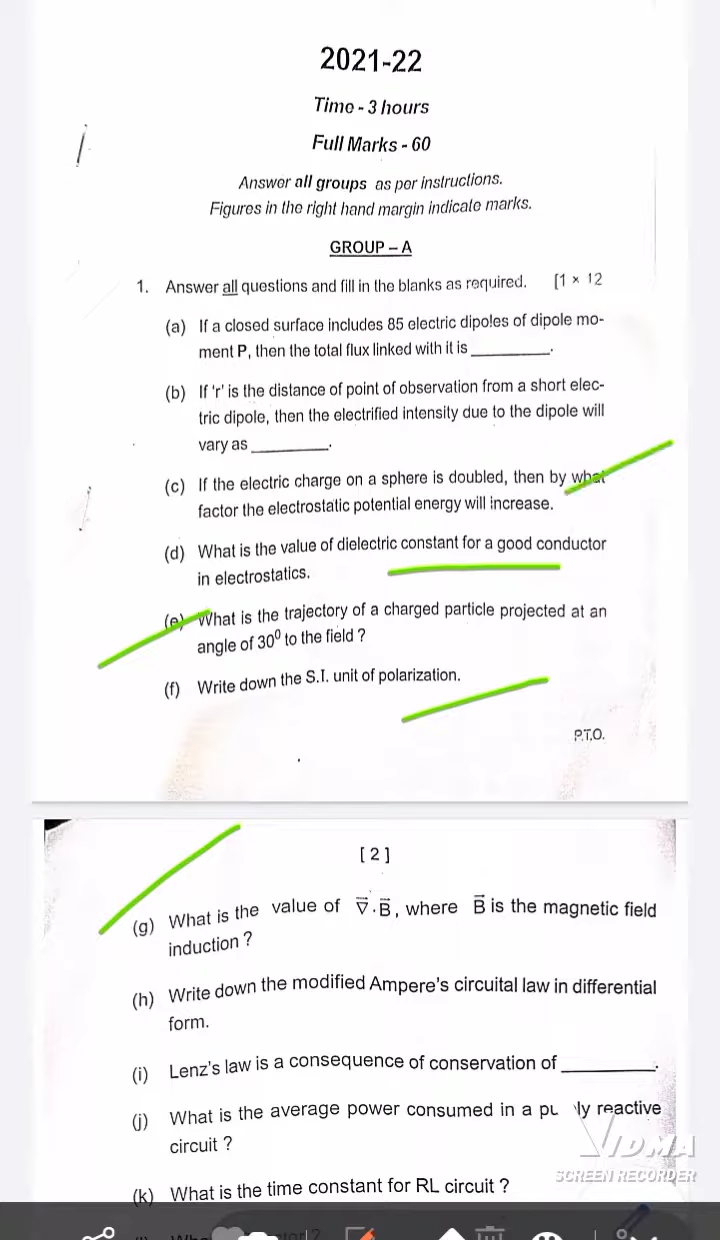 2021-22
Time - 3 hours
Full Marks - 60
Answer all groups as per instructions.
Figures in the right hand margin indicate marks.
GROUP – A
1. Answer all questions and fill in the blanks as required. [1 × 12
(a) If a closed surface includes 85 electric dipoles of dipole mo-
ment P, then the total flux linked with it is ________.
(b) If 'r' is the distance of point of observation from a short elec-
tric dipole, then the electrified intensity due to the dipole will
vary as ________.
(c) If the electric charge on a sphere is doubled, then by what
factor the electrostatic potential energy will increase.
(d) What is the value of dielectric constant for a good conductor
in electrostatics.
(e) What is the trajectory of a charged particle projected at an
angle of 30⁰ to the field ?
(f) Write down the S.I. unit of polarization.
P.T.O.
[ 2 ]
(g) What is the value of ∇⃗·B⃗, where B⃗ is the magnetic field
induction ?
(h) Write down the modified Ampere's circuital law in differential
form.
(i) Lenz's law is a consequence of conservation of ________.
(j) What is the average power consumed in a pu ly reactive
circuit ?
VIDMA
SCREEN RECORDER
(k) What is the time constant for RL circuit ?